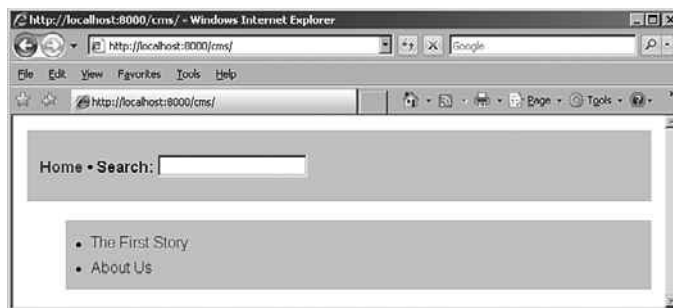 http://localhost:8000/cms/ - Windows Internet Explorer
http://localhost:8000/cms/ Google
File Edit View Favorites Tools Help
http://localhost:8000/cms/ Page Tools
Home • Search:
• The First Story
• About Us